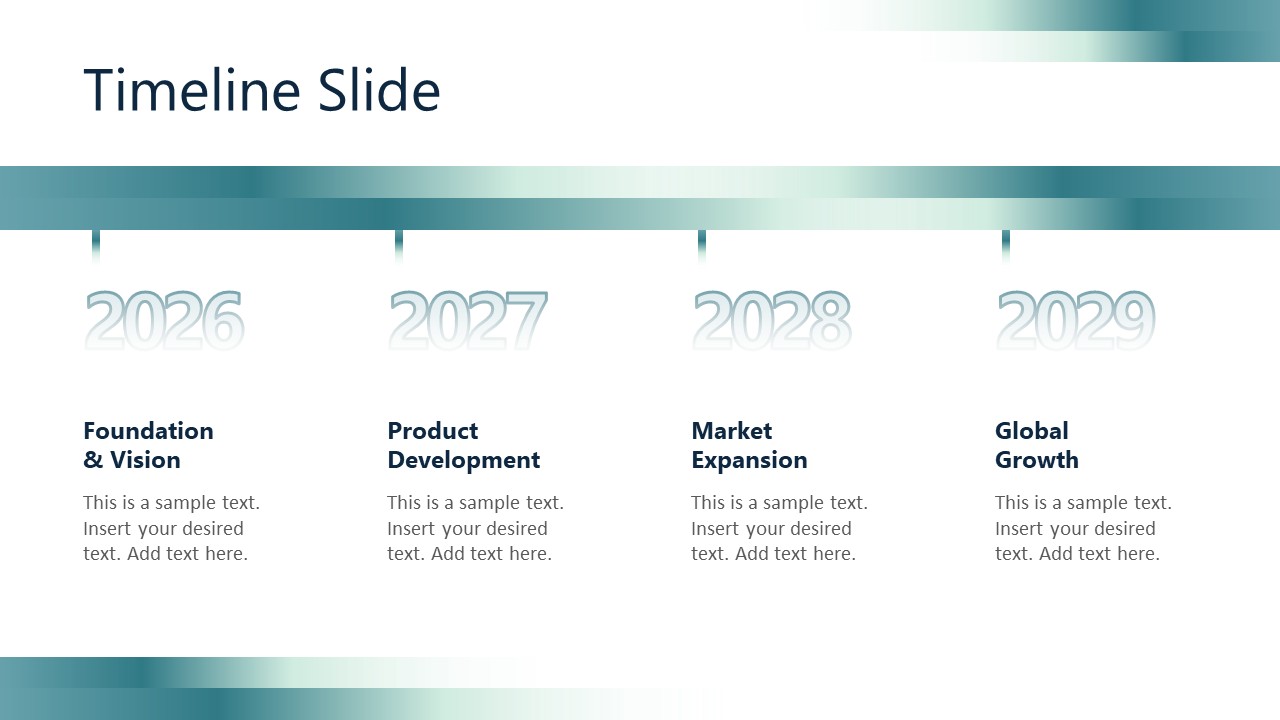 Timeline Slide
2026
2027
2028
2029
Foundation
& Vision
This is a sample text.
Insert your desired
text. Add text here.
Product
Development
This is a sample text.
Insert your desired
text. Add text here.
Market
Expansion
This is a sample text.
Insert your desired
text. Add text here.
Global
Growth
This is a sample text.
Insert your desired
text. Add text here.